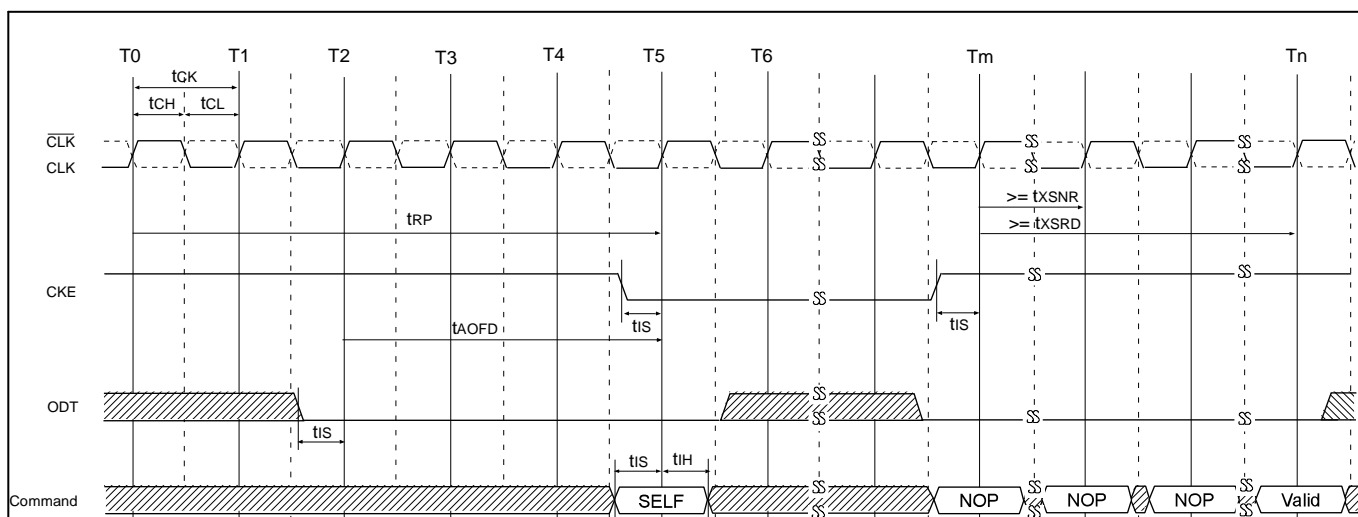 T0 T1 T2 T3 T4 T5 T6 Tm Tn
tCK
tCH tCL
CLK
CLK
>= tXSNR
tRP
>= tXSRD
CKE
tIS tIS
tAOFD
ODT
tIS
tIS tIH
Command SELF NOP NOP NOP Valid